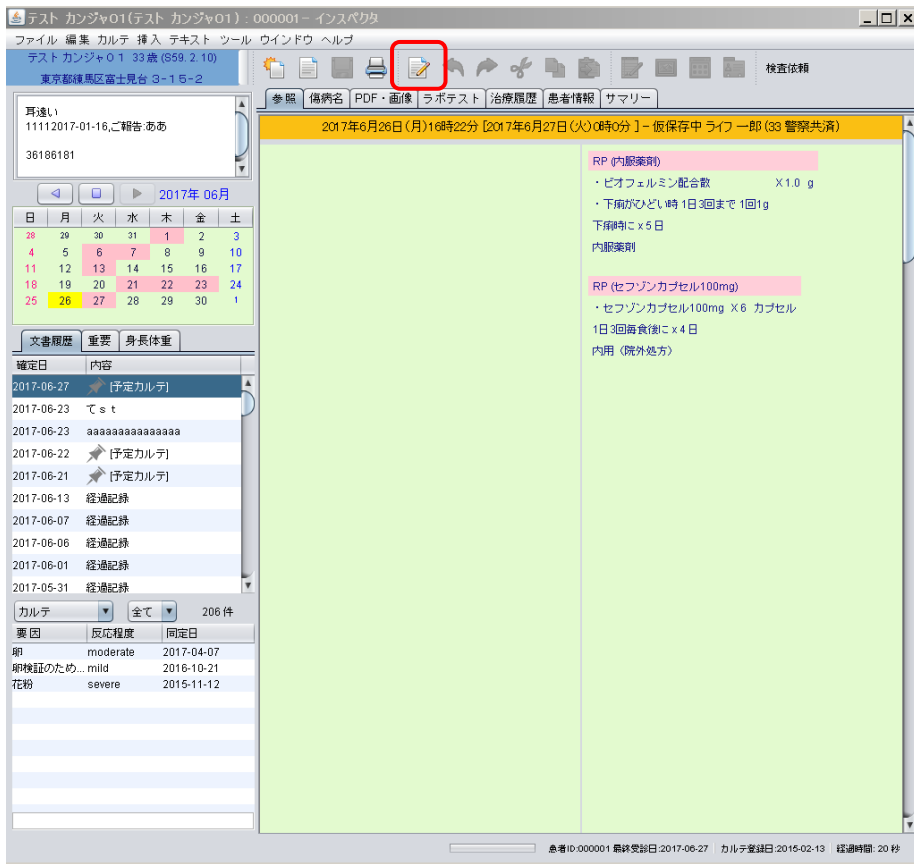 テスト カンジャ01(テスト カンジャ01) : 000001 - インスペクタ
ファイル 編集 カルテ 挿入 テキスト ツール ウインドウ ヘルプ
テスト カンジャ０１ 33歳 (S59. 2. 10)
東京都練馬区富士見台 ３−１５−２
検査依頼
耳遠い
11112017-01-16,ご報告:ああ
36186181
2017年 06月
日 月 火 水 木 金 土
28 29 30 31 1 2 3
4 5 6 7 8 9 10
11 12 13 14 15 16 17
18 19 20 21 22 23 24
25 26 27 28 29 30 1
文書履歴 重要 身長体重
確定日 内容
2017-06-27 [予定カルテ]
2017-06-23 てｓｔ
2017-06-23 aaaaaaaaaaaaaaa
2017-06-22 [予定カルテ]
2017-06-21 [予定カルテ]
2017-06-13 経過記録
2017-06-07 経過記録
2017-06-06 経過記録
2017-06-01 経過記録
2017-05-31 経過記録
カルテ 全て 206 件
要因 反応程度 同定日
卵 moderate 2017-04-07
卵検証のため... mild 2016-10-21
花粉 severe 2015-11-12
参照 傷病名 PDF・画像 ラボテスト 治療履歴 患者情報 サマリー
2017年6月26日(月)16時22分 [2017年6月27日(火)0時0分 ] - 仮保存中 ライフ 一郎 (33 警察共済)
RP (内服薬剤)
・ビオフェルミン配合散 X 1.0 g
・下痢がひどい時 1日3回まで 1回1g
下痢時に x 5 日
内服薬剤
RP (セフゾンカプセル100mg)
・セフゾンカプセル100mg X 6 カプセル
1日3回毎食後に x 4 日
内用（院外処方）
患者ID:000001 最終受診日:2017-06-27 カルテ登録日:2015-02-13 経過時間: 20 秒